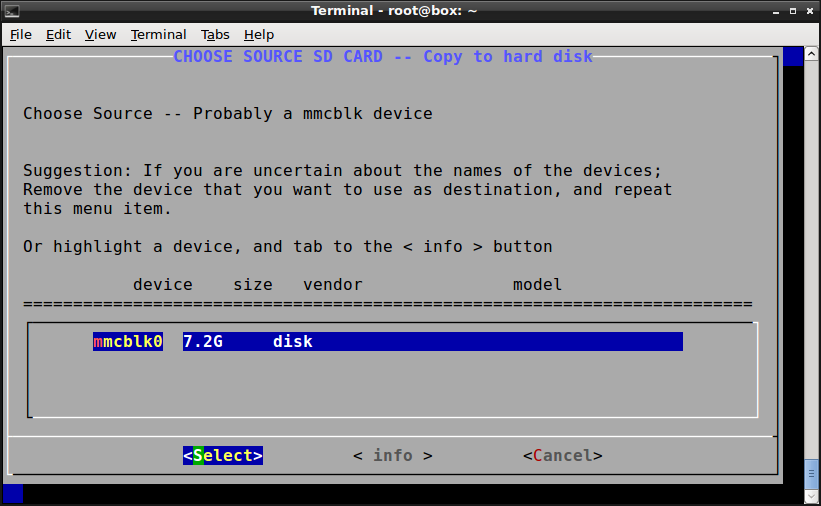 Terminal - root@box: ~
File Edit View Terminal Tabs Help
CHOOSE SOURCE SD CARD -- Copy to hard disk
Choose Source -- Probably a mmcblk device
Suggestion: If you are uncertain about the names of the devices;
Remove the device that you want to use as destination, and repeat
this menu item.
Or highlight a device, and tab to the < info > button
device size vendor model
=========================================================================
mmcblk0 7.2G disk
<Select> < info > <Cancel>